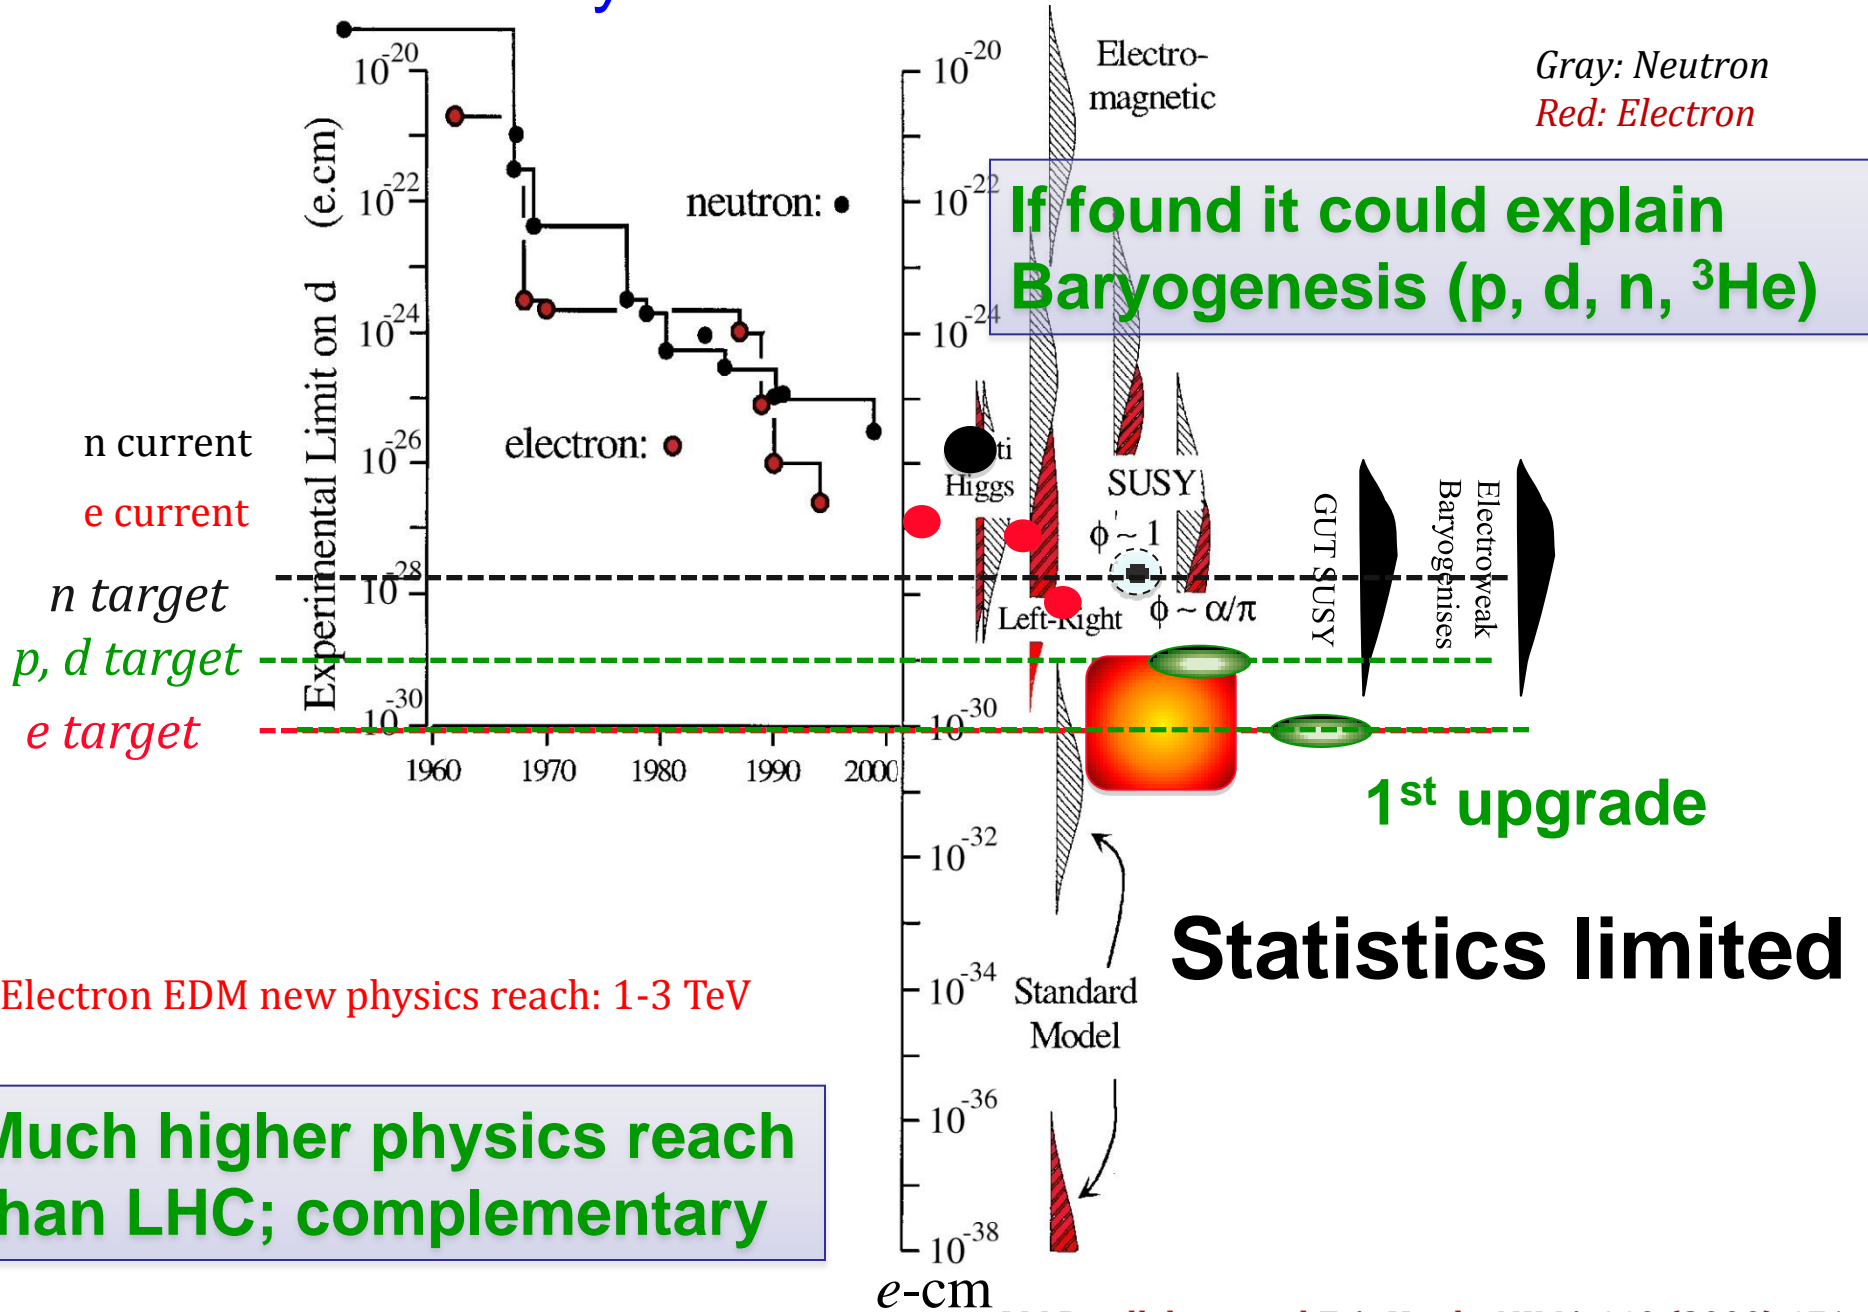 Gray: Neutron
Red: Electron
Experimental Limit on d (e.cm)
10-20
10-22
10-24
10-26
10-28
10-30
1960 1970 1980 1990 2000
neutron:
electron:
10-20
10-22
10-24
10-26
10-30
10-32
10-34
10-36
10-38
e-cm
Electro-
magnetic
If found it could explain
Baryogenesis (p, d, n, 3He)
n current
e current
n target
p, d target
e target
Higgs
SUSY
ϕ ~ 1
ϕ ~ α/π
Left-Right
GUT SUSY
Electroweak
Baryogenises
1st upgrade
Statistics limited
Standard
Model
Electron EDM new physics reach: 1-3 TeV
Much higher physics reach
than LHC; complementary